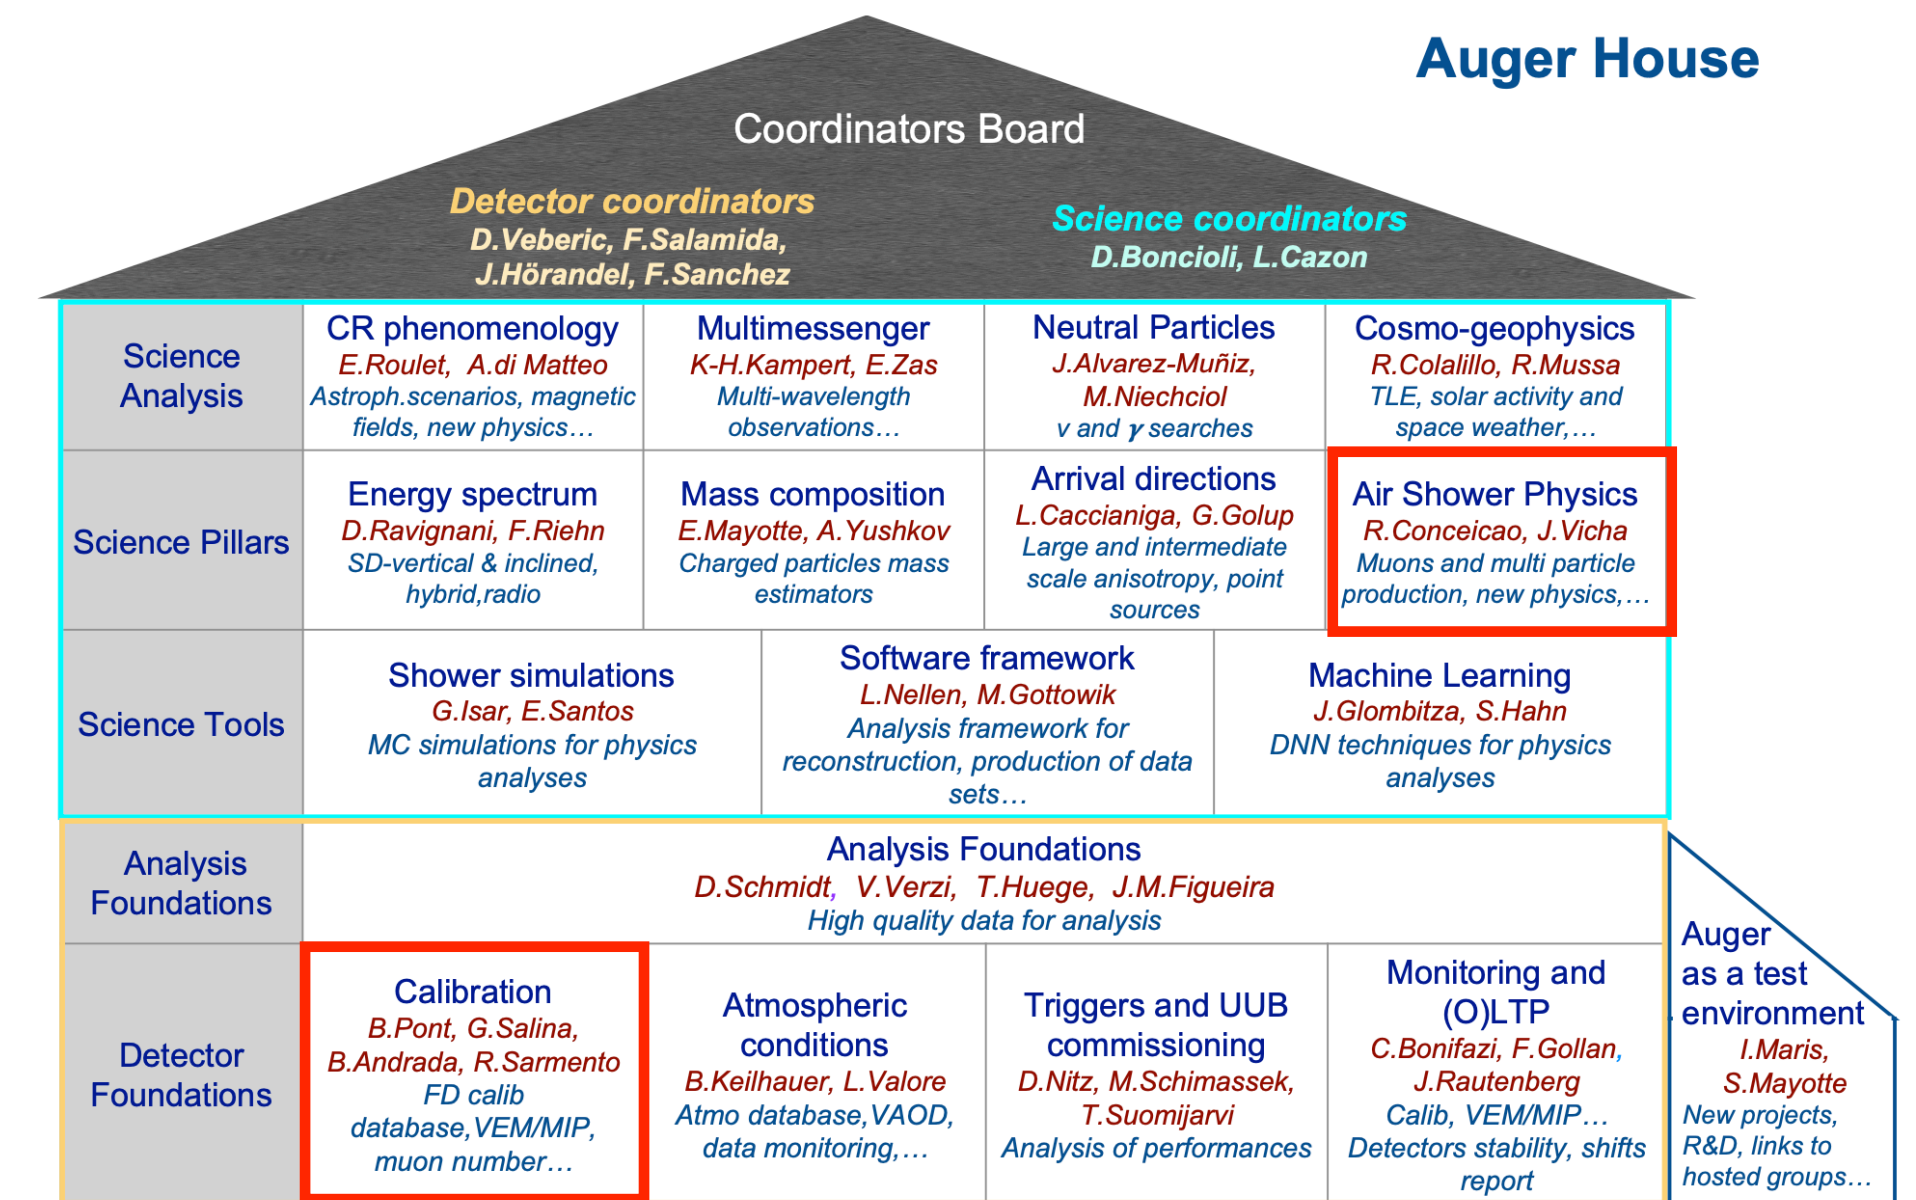 Auger House
Coordinators Board
Detector coordinators
D.Veberic, F.Salamida,
J.Hörandel, F.Sanchez
Science coordinators
D.Boncioli, L.Cazon
Science
Analysis
CR phenomenology
E.Roulet, A.di Matteo
Astroph.scenarios, magnetic
fields, new physics…
Multimessenger
K-H.Kampert, E.Zas
Multi-wavelength
observations…
Neutral Particles
J.Alvarez-Muñiz,
M.Niechciol
ν and γ searches
Cosmo-geophysics
R.Colalillo, R.Mussa
TLE, solar activity and
space weather,…
Science Pillars
Energy spectrum
D.Ravignani, F.Riehn
SD-vertical & inclined,
hybrid,radio
Mass composition
E.Mayotte, A.Yushkov
Charged particles mass
estimators
Arrival directions
L.Caccianiga, G.Golup
Large and intermediate
scale anisotropy, point
sources
Air Shower Physics
R.Conceicao, J.Vicha
Muons and multi particle
production, new physics,…
Science Tools
Shower simulations
G.Isar, E.Santos
MC simulations for physics
analyses
Software framework
L.Nellen, M.Gottowik
Analysis framework for
reconstruction, production of data
sets…
Machine Learning
J.Glombitza, S.Hahn
DNN techniques for physics
analyses
Analysis
Foundations
Analysis Foundations
D.Schmidt, V.Verzi, T.Huege, J.M.Figueira
High quality data for analysis
Detector
Foundations
Calibration
B.Pont, G.Salina,
B.Andrada, R.Sarmento
FD calib
database,VEM/MIP,
muon number…
Atmospheric
conditions
B.Keilhauer, L.Valore
Atmo database,VAOD,
data monitoring,…
Triggers and UUB
commissioning
D.Nitz, M.Schimassek,
T.Suomijarvi
Analysis of performances
Monitoring and
(O)LTP
C.Bonifazi, F.Gollan,
J.Rautenberg
Calib, VEM/MIP…
Detectors stability, shifts
report
Auger
as a test
environment
I.Maris,
S.Mayotte
New projects,
R&D, links to
hosted groups…